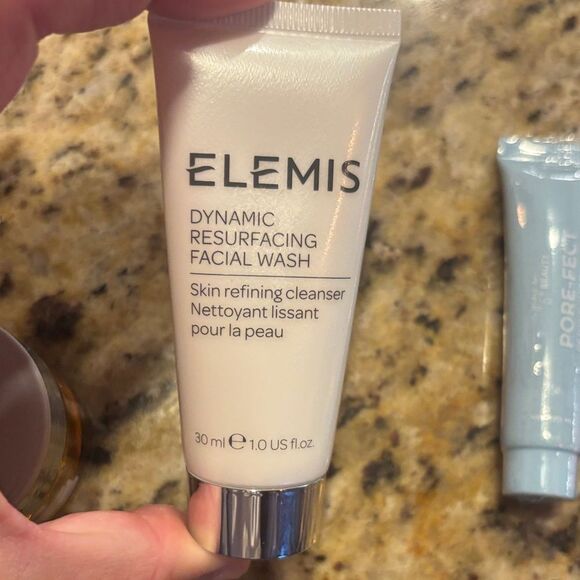 ELEMIS
DYNAMIC
RESURFACING
FACIAL WASH
Skin refining cleanser
Nettoyant lissant
pour la peau
30 ml e 1.0 US fl.oz.
PORE-FECT